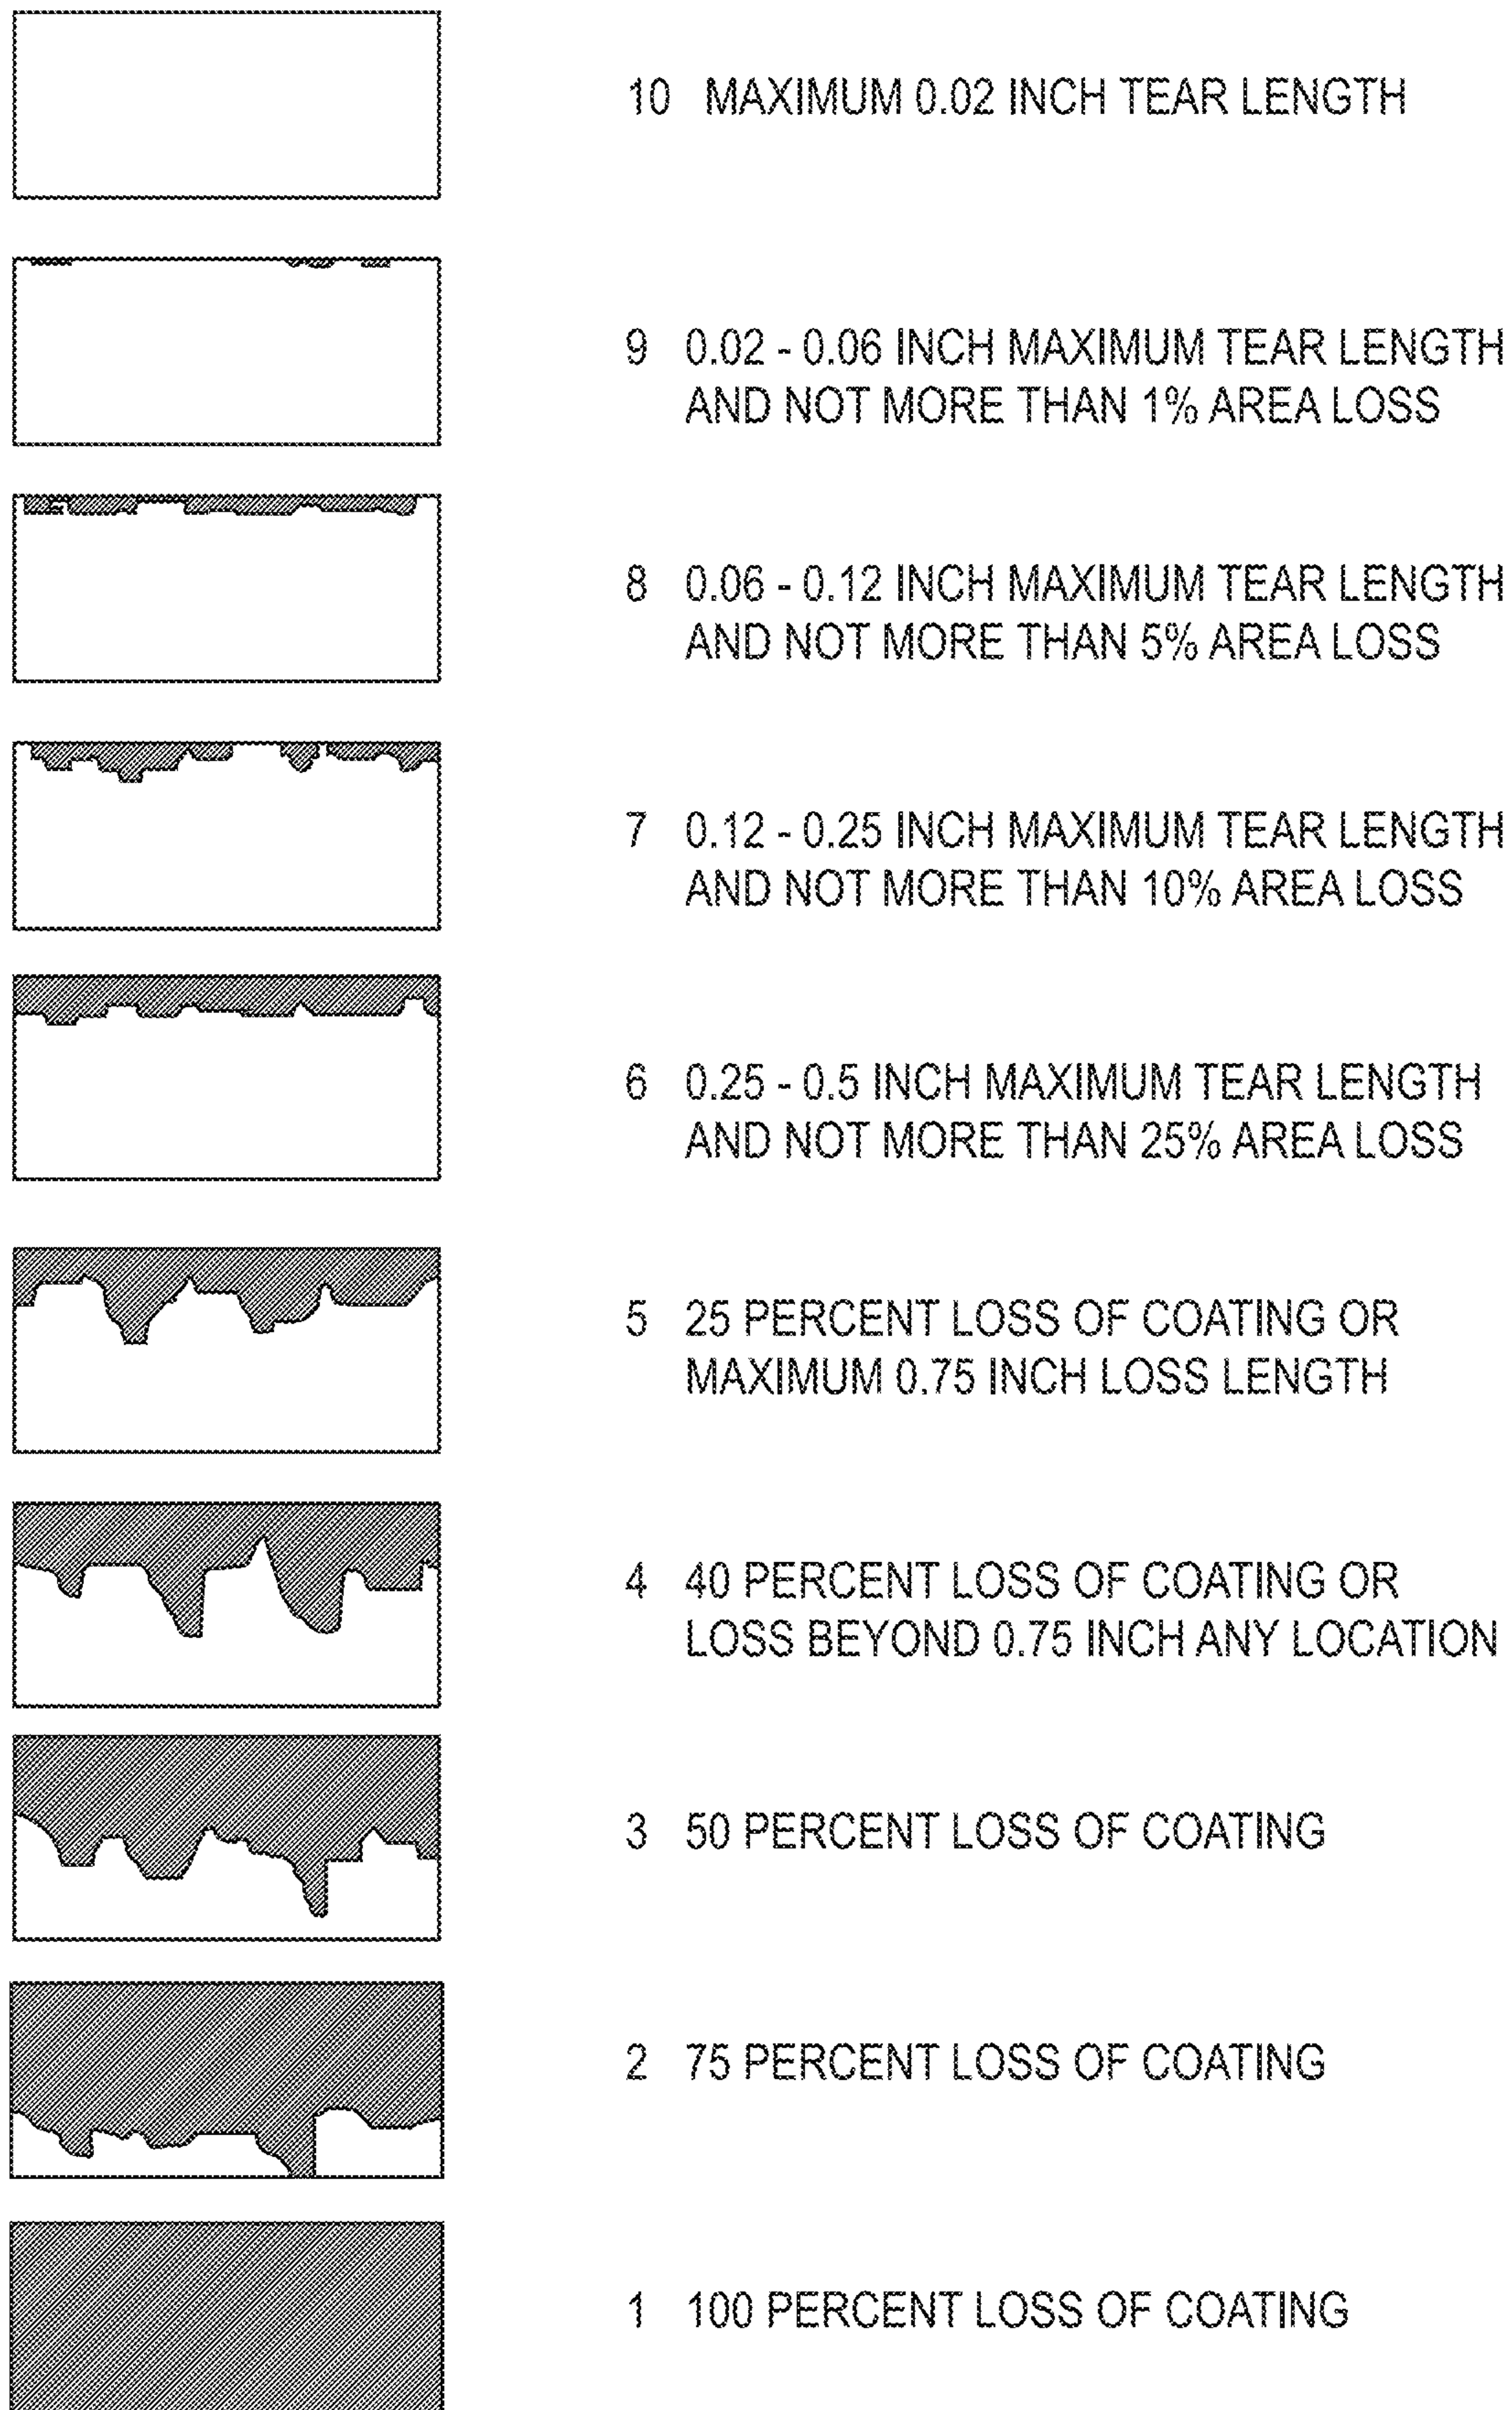 10 MAXIMUM 0.02 INCH TEAR LENGTH
9 0.02 - 0.06 INCH MAXIMUM TEAR LENGTH
AND NOT MORE THAN 1% AREA LOSS
8 0.06 - 0.12 INCH MAXIMUM TEAR LENGTH
AND NOT MORE THAN 5% AREA LOSS
7 0.12 - 0.25 INCH MAXIMUM TEAR LENGTH
AND NOT MORE THAN 10% AREA LOSS
6 0.25 - 0.5 INCH MAXIMUM TEAR LENGTH
AND NOT MORE THAN 25% AREA LOSS
5 25 PERCENT LOSS OF COATING OR
MAXIMUM 0.75 INCH LOSS LENGTH
4 40 PERCENT LOSS OF COATING OR
LOSS BEYOND 0.75 INCH ANY LOCATION
3 50 PERCENT LOSS OF COATING
2 75 PERCENT LOSS OF COATING
1 100 PERCENT LOSS OF COATING